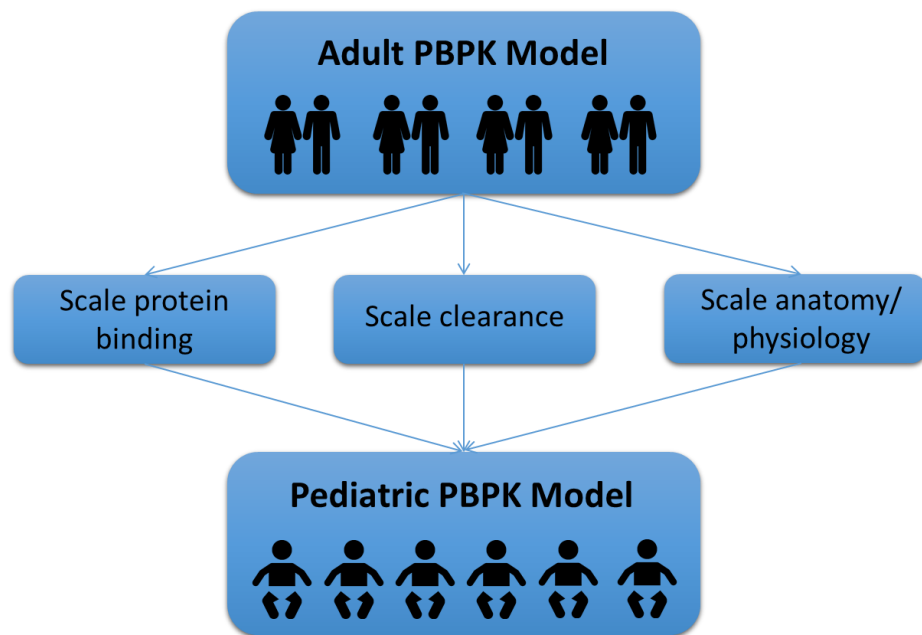 Adult PBPK Model
Scale protein
binding
Scale clearance
Scale anatomy/
physiology
Pediatric PBPK Model